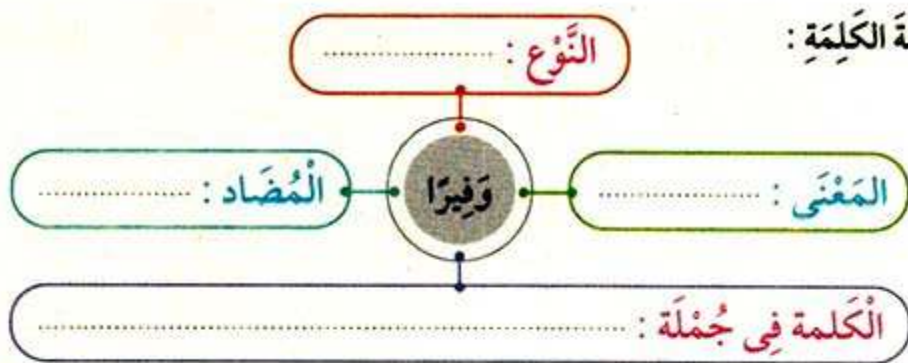 الكَلِمَةِ :
النَّوْع : ....................
المَعْنَى : ....................
وَفِيرًا
الْمُضَاد : ....................
الْكَلمة فِي جُمْلَة : ........................................................................